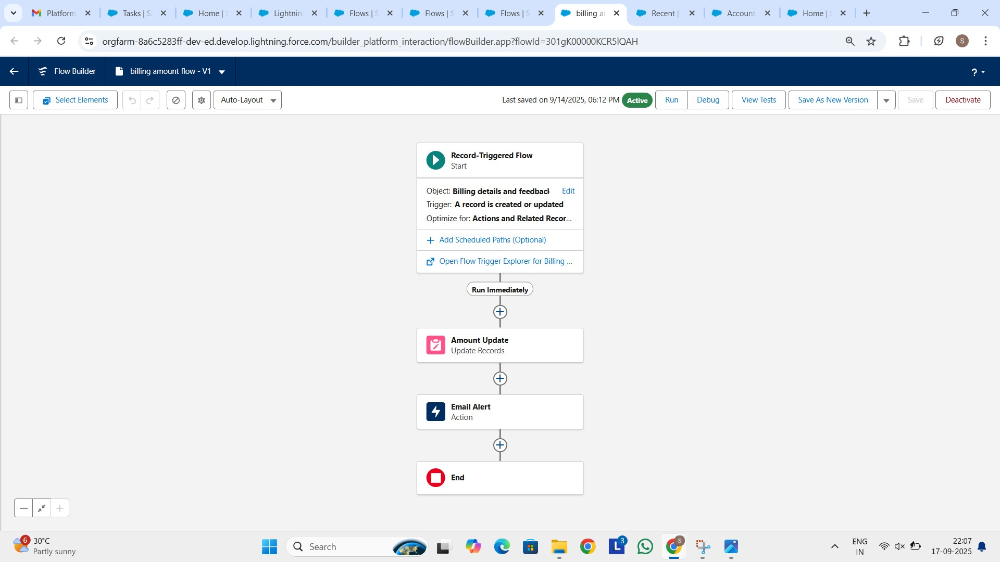 Platform
Tasks | S
Home |
Lightnin
Flows | S
Flows | S
Flows | S
billing a
Recent |
Account
Home |
orgfarm-8a6c5283ff-dev-ed.develop.lightning.force.com/builder_platform_interaction/flowBuilder.app?flowId=301gK00000KCR5lQAH
S
Flow Builder
billing amount flow - V1
?
Select Elements
Auto-Layout
Last saved on 9/14/2025, 06:12 PM
Active
Run
Debug
View Tests
Save As New Version
Save
Deactivate
Record-Triggered Flow
Start
Object: Billing details and feedback
Edit
Trigger: A record is created or updated
Optimize for: Actions and Related Recor...
Add Scheduled Paths (Optional)
Open Flow Trigger Explorer for Billing ...
Run Immediately
Amount Update
Update Records
Email Alert
Action
End
6
30°C
Partly sunny
Search
L
3
S
ENG
IN
22:07
17-09-2025